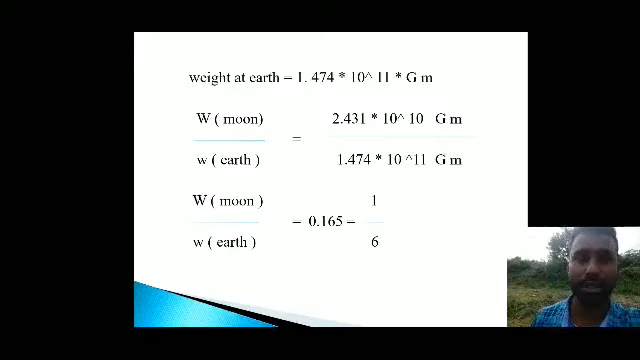 weight at earth = 1. 474 * 10^ 11 * G m
W ( moon) 2.431 * 10^ 10 G m
=
w ( earth ) 1.474 * 10 ^11 G m
W ( moon ) 1
= 0.165 =
w ( earth ) 6